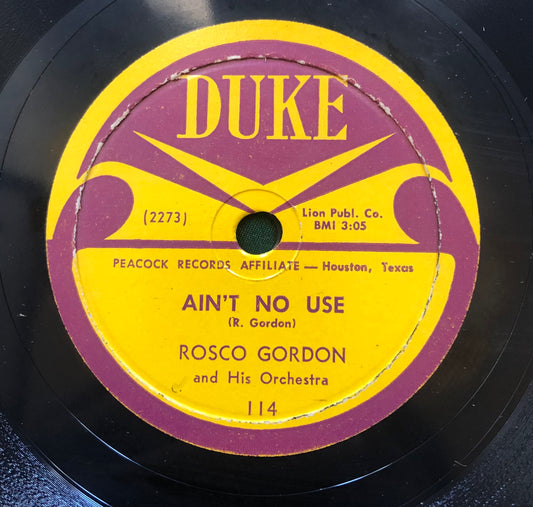 DUKE
(2273)
Lion Publ. Co.
BMI 3:05
PEACOCK RECORDS AFFILIATE — Houston, Texas
AIN'T NO USE
(R. Gordon)
ROSCO GORDON
and His Orchestra
114